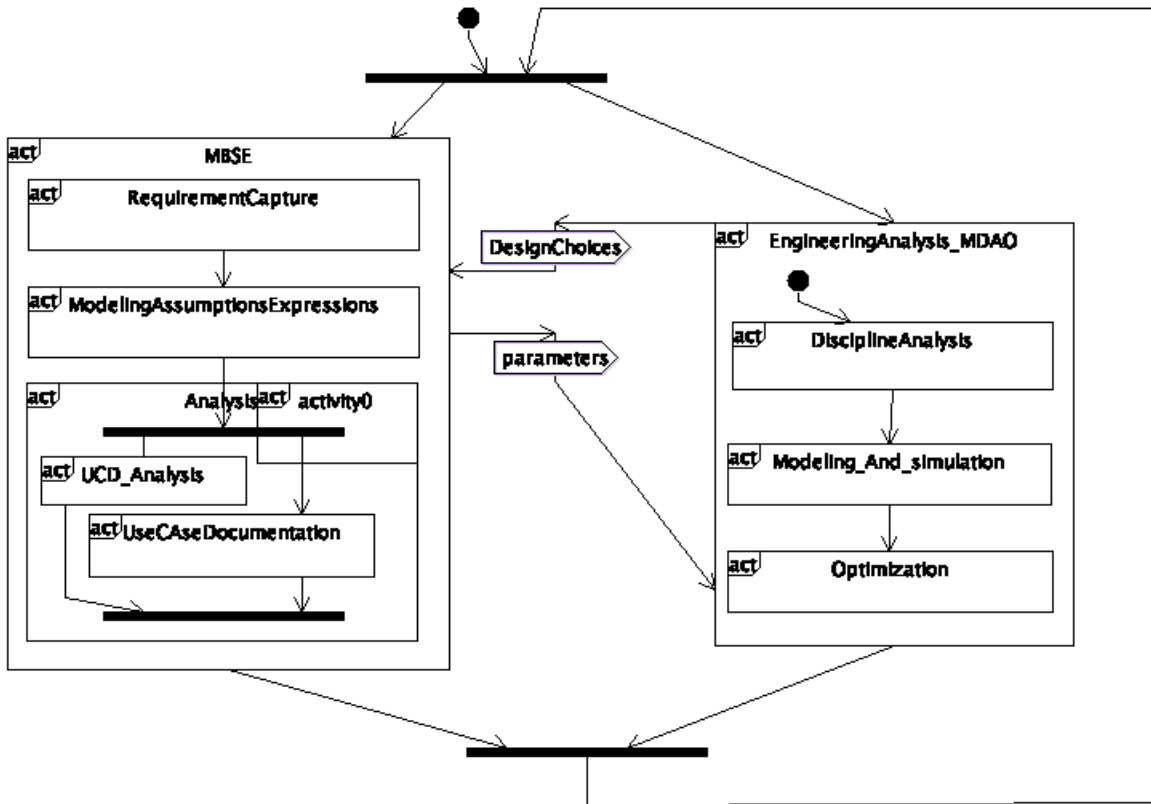 act MBSE
act RequirementCapture
DesignChoices
act EngineeringAnalysis_MDAO
act ModelingAssumptionsExpressions
parameters
act DisciplineAnalysis
act Analysis act activity0
act UCD_Analysis
act Modeling_And_simulation
act UseCAseDocumentation
act Optimization